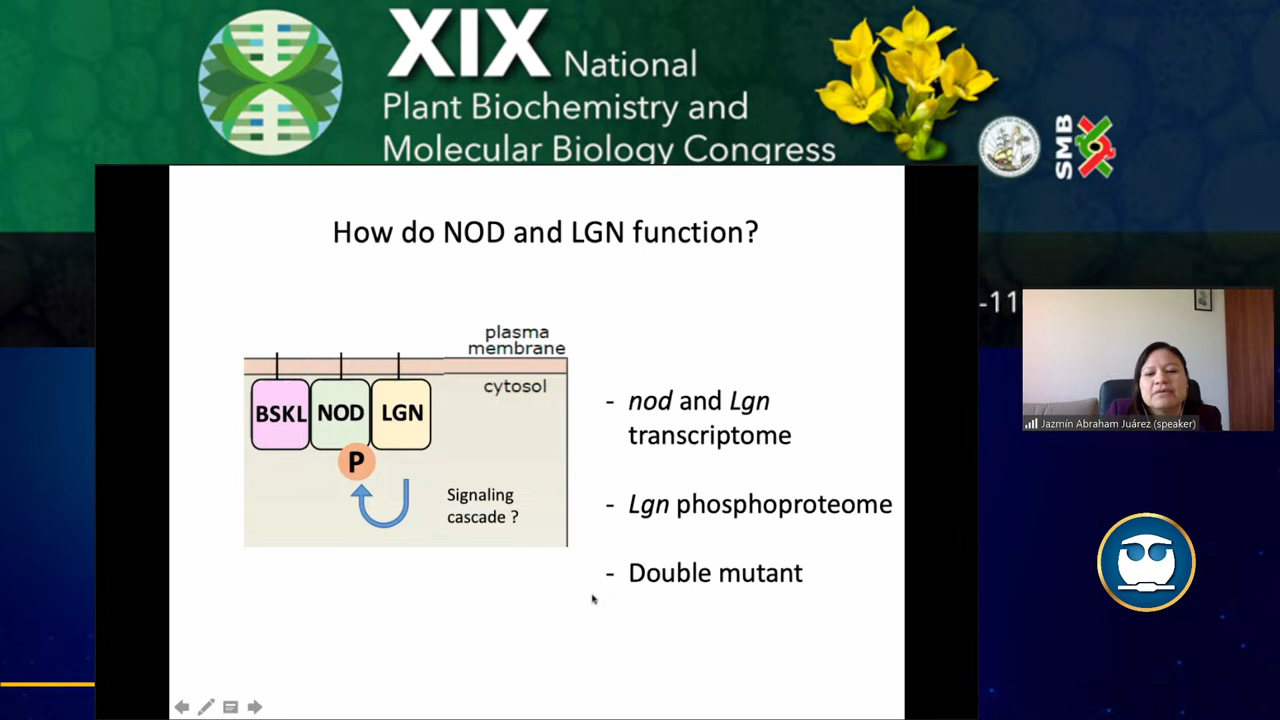 XIX National
Plant Biochemistry and
Molecular Biology Congress
SMB
How do NOD and LGN function?
plasma
membrane
cytosol
BSKL NOD LGN
P
Signaling
cascade ?
- nod and Lgn
transcriptome
- Lgn phosphoproteome
- Double mutant
-11
Jazmín Abraham Juárez (speaker)